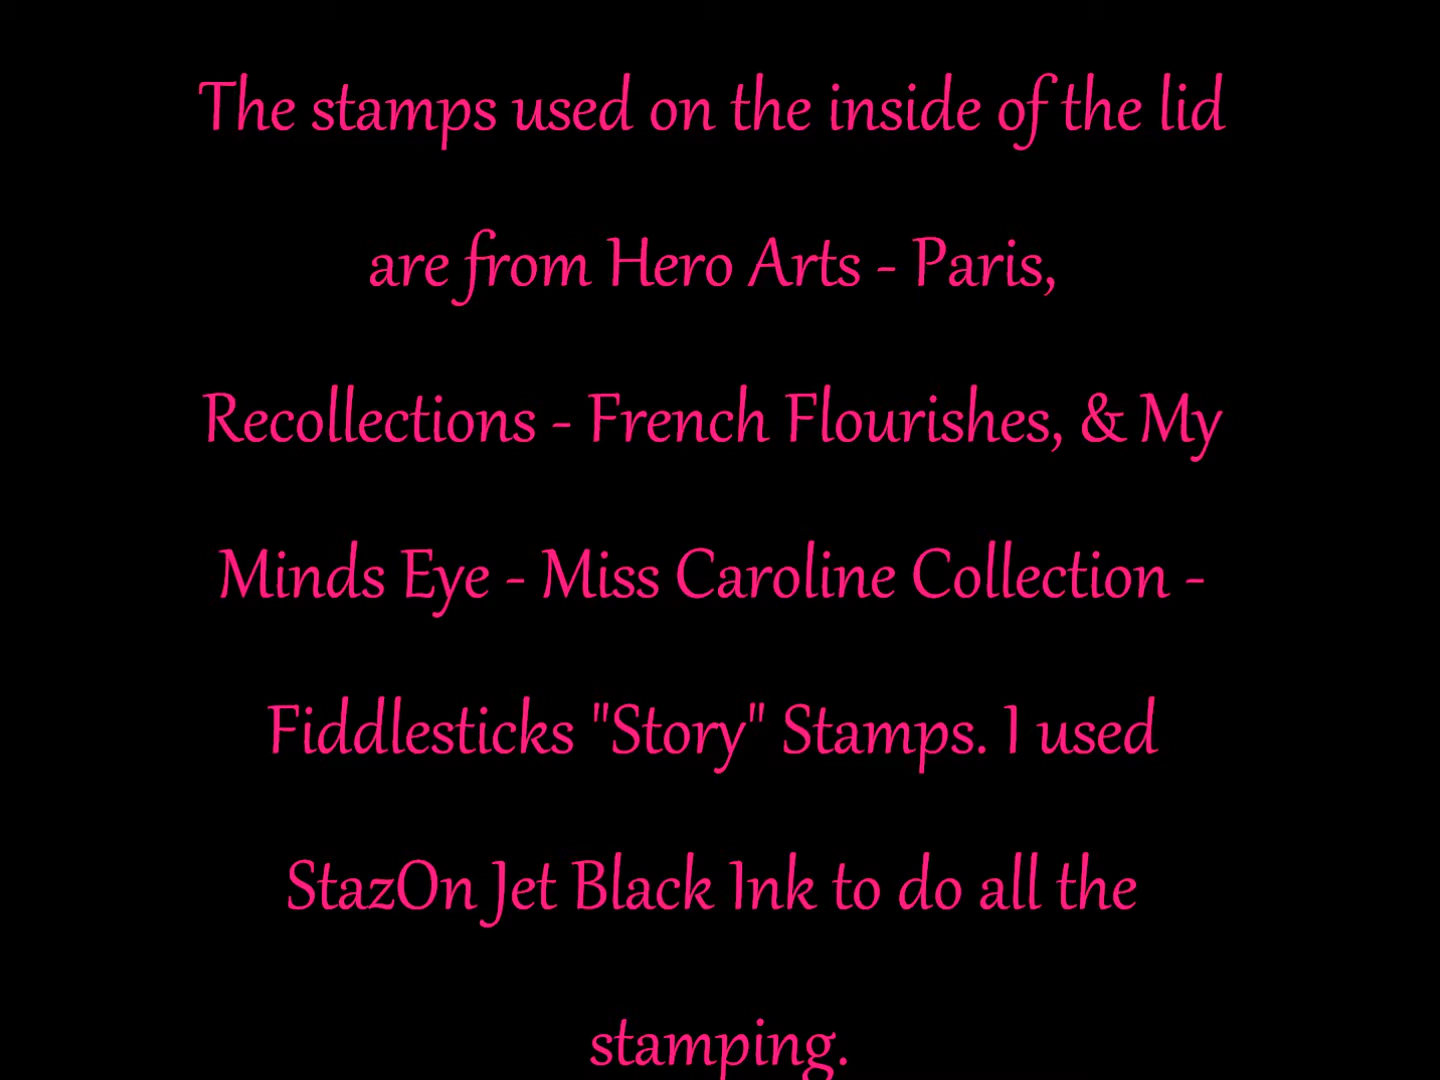 The stamps used on the inside of the lid
are from Hero Arts - Paris,
Recollections - French Flourishes, & My
Minds Eye - Miss Caroline Collection -
Fiddlesticks "Story" Stamps. I used
StazOn Jet Black Ink to do all the
stamping.